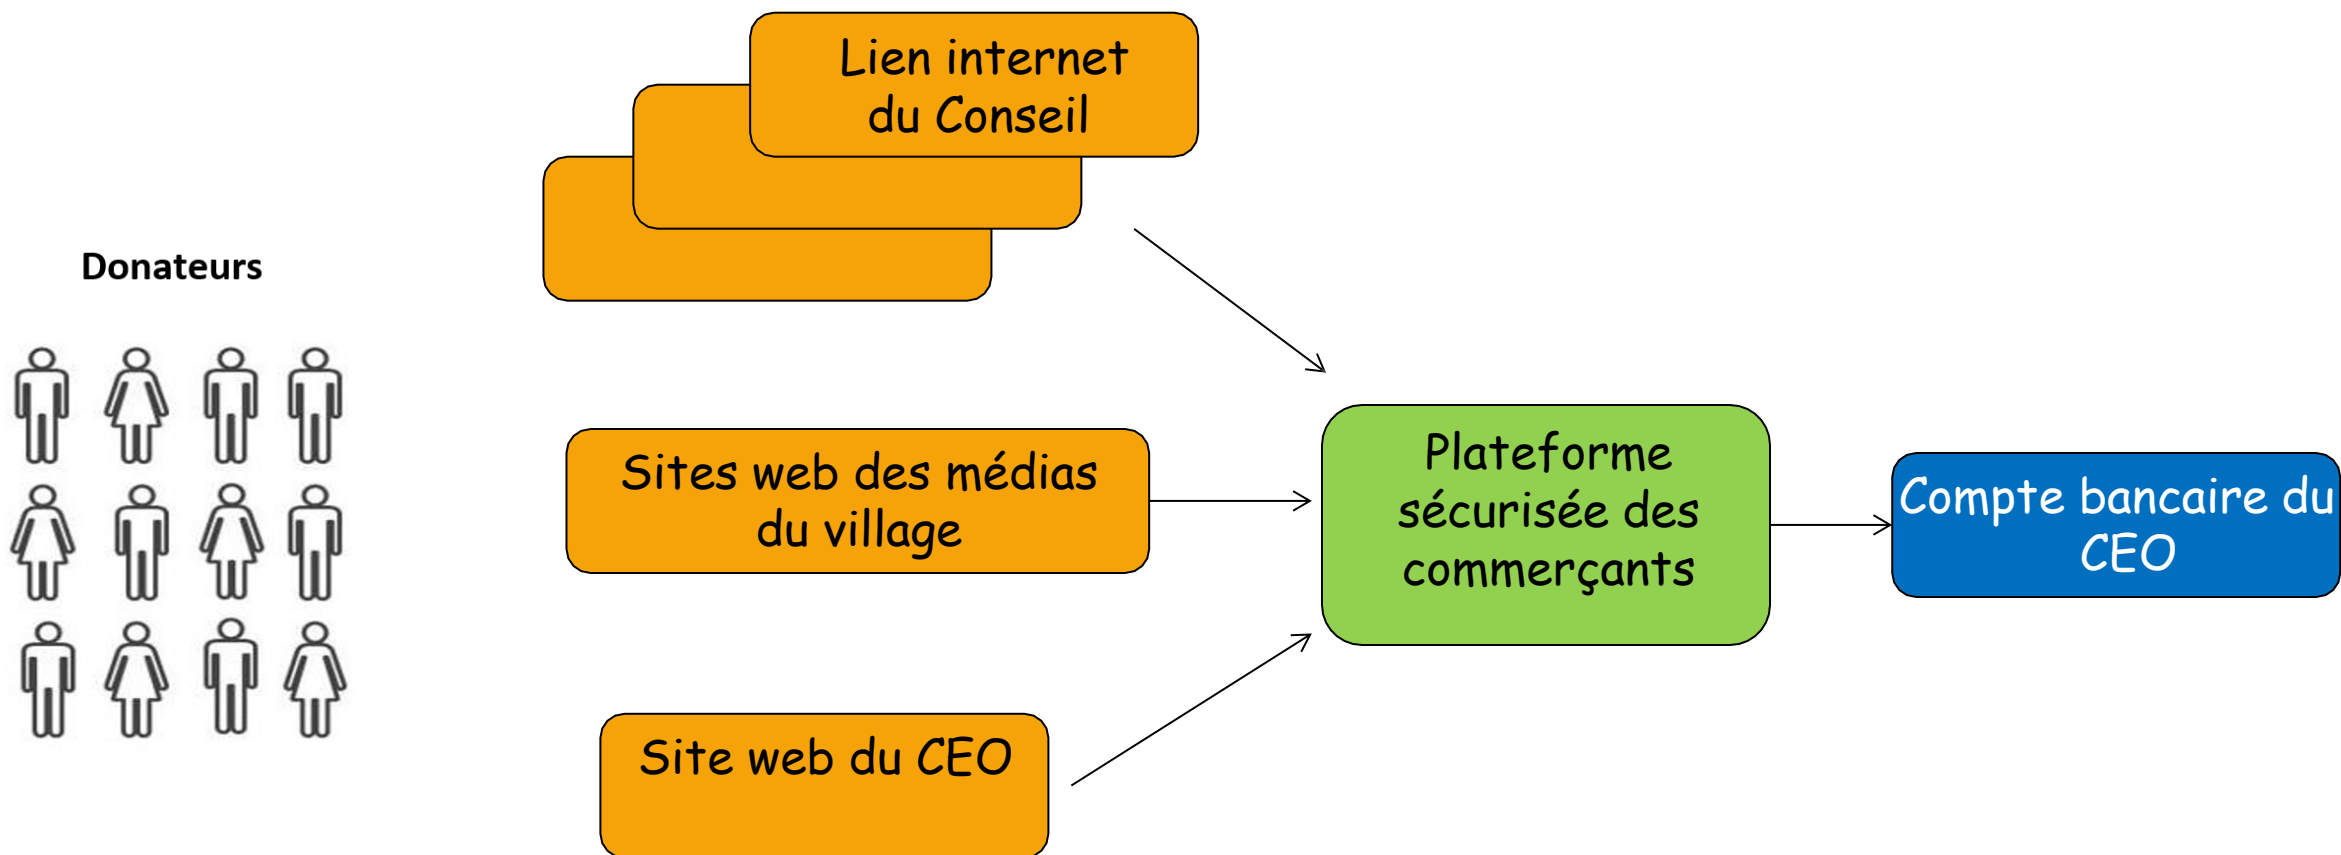 Lien internet
du Conseil
Donateurs
Sites web des médias
du village
Site web du CEO
Plateforme
sécurisée des
commerçants
Compte bancaire du
CEO